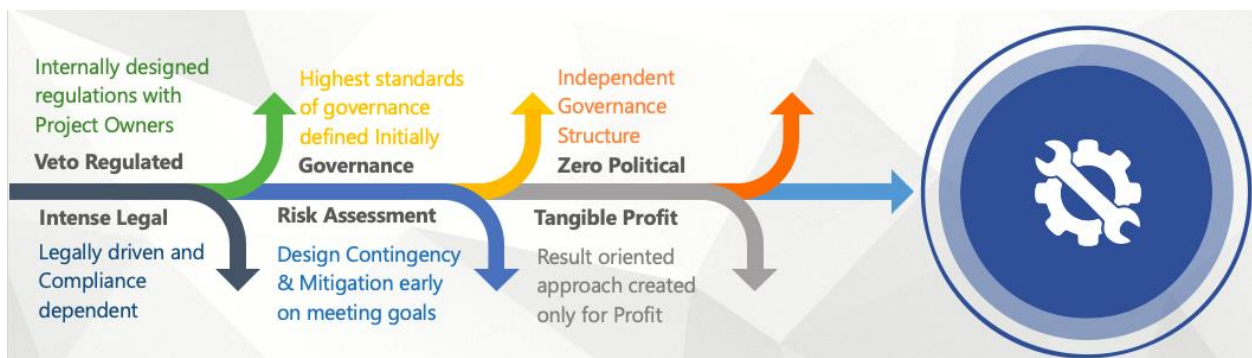 Internally designed
regulations with
Project Owners
Veto Regulated
Highest standards
of governance
defined Initially
Governance
Independent
Governance
Structure
Zero Political
Intense Legal
Legally driven and
Compliance
dependent
Risk Assessment
Design Contingency
& Mitigation early
on meeting goals
Tangible Profit
Result oriented
approach created
only for Profit